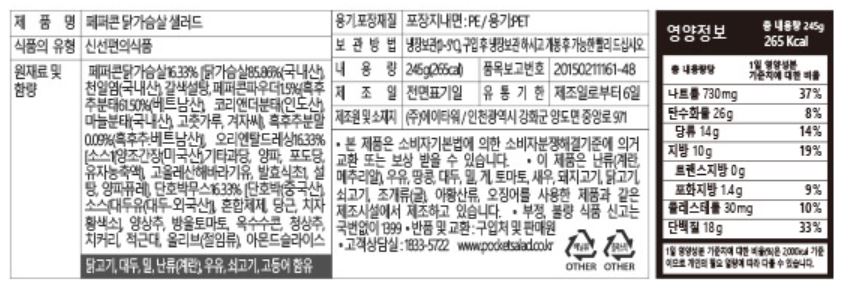 제 품 명 페퍼콘 닭가슴살 샐러드
식품의 유형 신선편의식품
원재료 및 함량
페퍼콘닭가슴살16.33% [닭가슴살85.86%(국내산),
천일염(국내산), 갈색설탕, 페퍼콘파우더1.5%(흑후
추분태61.50%(베트남산), 코리앤더분태(인도산),
마늘분태(국내산), 고춧가루, 겨자씨), 흑후추분말
0.09%(흑후추:베트남산)], 오리엔탈드레싱16.33%
[소스1(양조간장(미국산),기타과당, 양파, 포도당,
유자농축액), 고올레산해바라기유, 발효식초1, 설
탕, 양파퓨레], 단호박무스16.33% [단호박(중국산),
소스(대두유(대두-외국산)], 혼합제제, 당근, 치자
황색소], 양상추, 방울토마토, 옥수수콘, 청상추,
치커리, 적근대, 올리브(절임류), 아몬드슬라이스
닭고기, 대두, 밀, 난류(계란), 우유, 쇠고기, 고등어 함유
용기.포장재질 포장지내면 : PE / 용기:PET
보 관 방 법 냉장보관(0~5℃), 구입 후 냉장보관 하시고 개봉 후 가능한 빨리 드십시오
내 용 량 245g(265cal) 품목보고번호 20150211161-48
제 조 일 전면표기일 유 통 기 한 제조일로부터 6일
제조원 및 소재지 (주)에이타워 / 인천광역시 강화군 양도면 중앙로 971
• 본 제품은 소비자기본법에 의한 소비자분쟁해결기준에 의거
교환 또는 보상 받을 수 있습니다. • 이 제품은 난류(계란,
메추리알), 우유, 땅콩, 대두, 밀, 게, 토마토, 새우, 돼지고기, 닭고기,
쇠고기, 조개류(굴), 아황산류, 오징어를 사용한 제품과 같은
제조시설에서 제조하고 있습니다. • 부정, 불량 식품 신고는
국번없이 1399 • 반품 및 교환 : 구입처 및 판매원
• 고객상담실 : 1833-5722 www.pocketsalad.co.kr
OTHER OTHER
영양정보
총 내용량 245g
265 Kcal
총 내용량당 1일 영양성분 기준치에 대한 비율
나트륨 730mg 37%
탄수화물 26g 8%
당류 14g 14%
지방 10g 19%
트랜스지방 0g
포화지방 1.4g 9%
콜레스테롤 30mg 10%
단백질 18g 33%
1일 영양성분 기준치에 대한 비율(%)은 2,000kcal 기준
이므로 개인의 필요 열량에 따라 다를 수 있습니다.